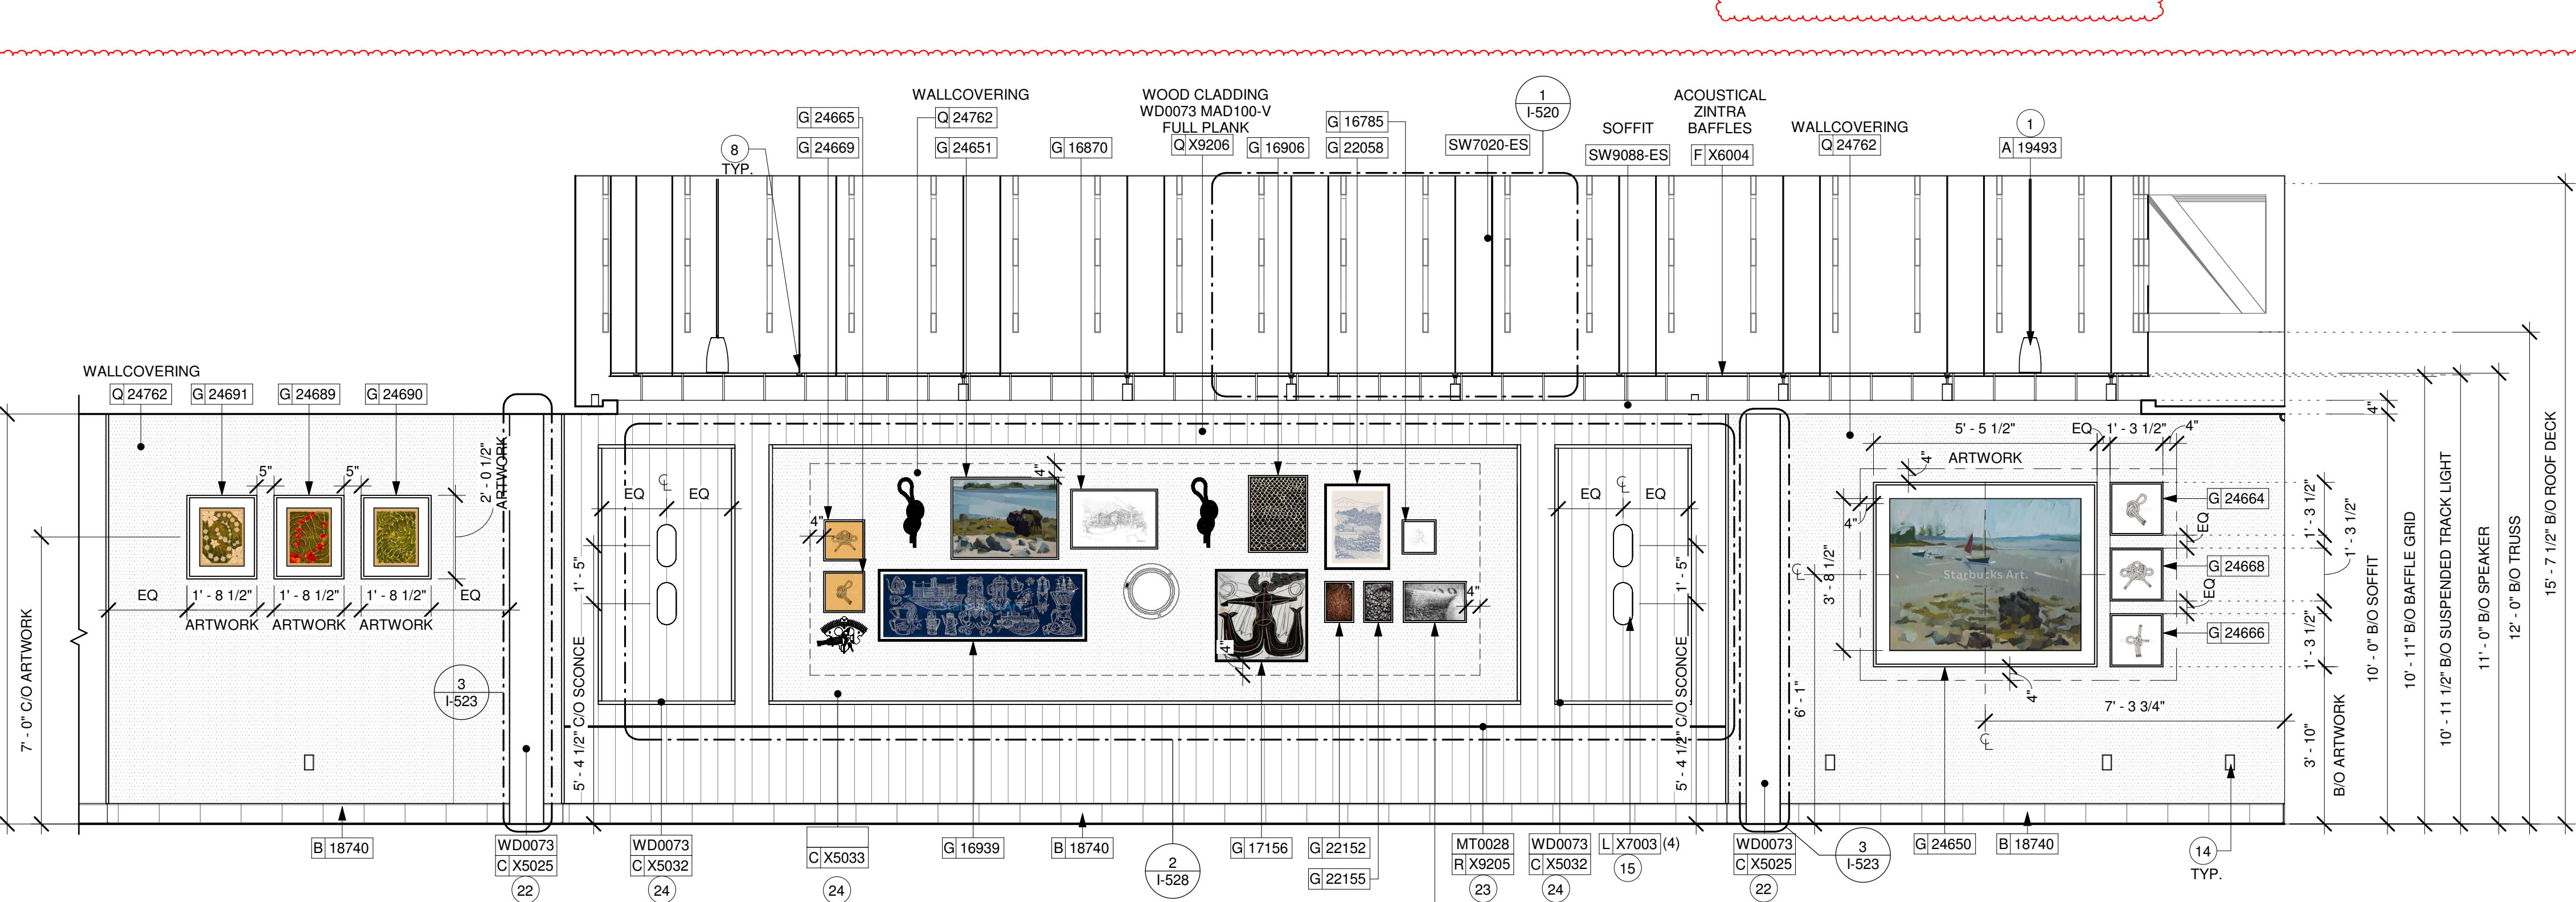 WALLCOVERING
Q 24762
G 24691
G 24689
G 24690
5"
5"
2' - 0 1/2"
ARTWORK
EQ
1' - 8 1/2"
1' - 8 1/2"
1' - 8 1/2"
EQ
ARTWORK
ARTWORK
ARTWORK
7' - 0" C/O ARTWORK
3
I-523
B 18740
WD0073
C X5025
22
8
TYP.
G 24665
G 24669
WALLCOVERING
Q 24762
G 24651
G 16870
WOOD CLADDING
WD0073 MAD100-V
FULL PLANK
Q X9206
G 16906
G 16785
G 22058
SW7020-ES
1
I-520
SOFFIT
SW9088-ES
ACOUSTICAL
ZINTRA
BAFFLES
F X6004
WALLCOVERING
Q 24762
1
A 19493
EQ
CL
EQ
1' - 5"
5' - 4 1/2" C/O SCONCE
4"
4"
4"
4"
EQ
CL
EQ
1' - 5"
5' - 4 1/2" C/O SCONCE
WD0073
C X5032
24
C X5033
24
G 16939
B 18740
2
I-528
G 17156
G 22152
G 22155
MT0028
R X9205
23
WD0073
C X5032
24
L X7003 (4)
15
WD0073
C X5025
22
3
I-523
5' - 5 1/2"
EQ
1' - 3 1/2"
4"
ARTWORK
4"
4"
3' - 8 1/2"
CL
6' - 1"
Starbucks Art.
G 24664
G 24668
G 24666
EQ
EQ
4"
7' - 3 3/4"
CL
G 24650
B 18740
14
TYP.
1' - 3 1/2"
1' - 3 1/2"
1' - 3 1/2"
3' - 10"
B/O ARTWORK
4"
10' - 0" B/O SOFFIT
10' - 11" B/O BAFFLE GRID
10' - 11 1/2" B/O SUSPENDED TRACK LIGHT
11' - 0" B/O SPEAKER
12' - 0" B/O TRUSS
15' - 7 1/2" B/O ROOF DECK